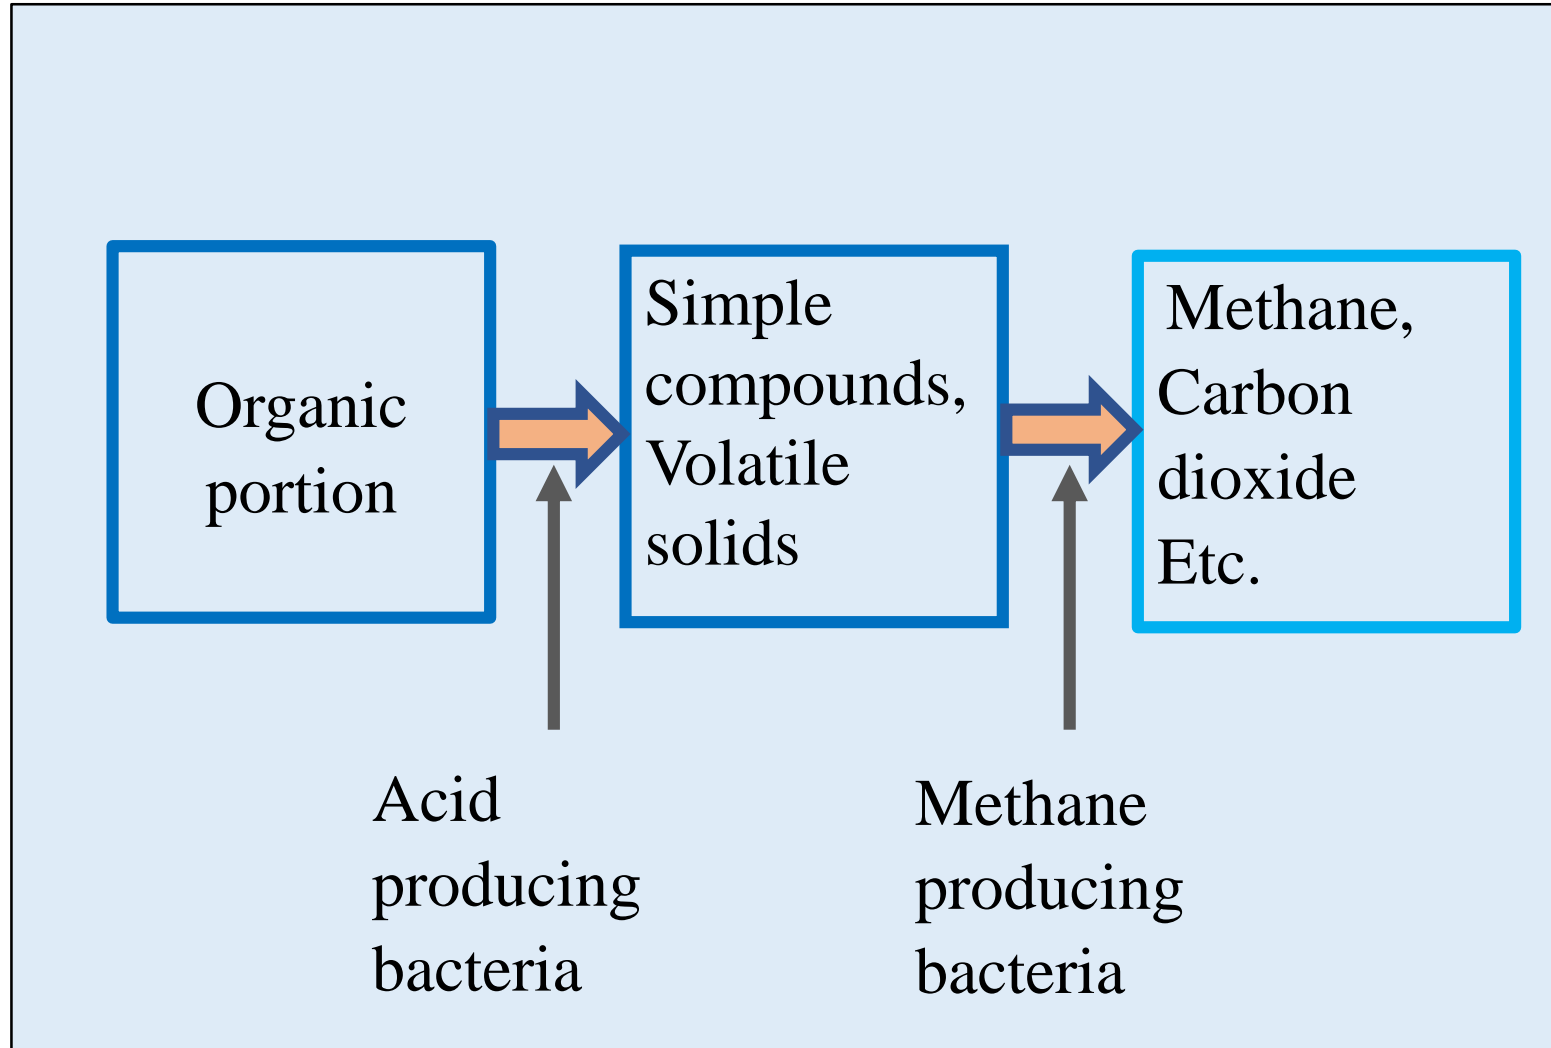 Organic
portion
Simple
compounds,
Volatile
solids
Methane,
Carbon
dioxide
Etc.
Acid
producing
bacteria
Methane
producing
bacteria